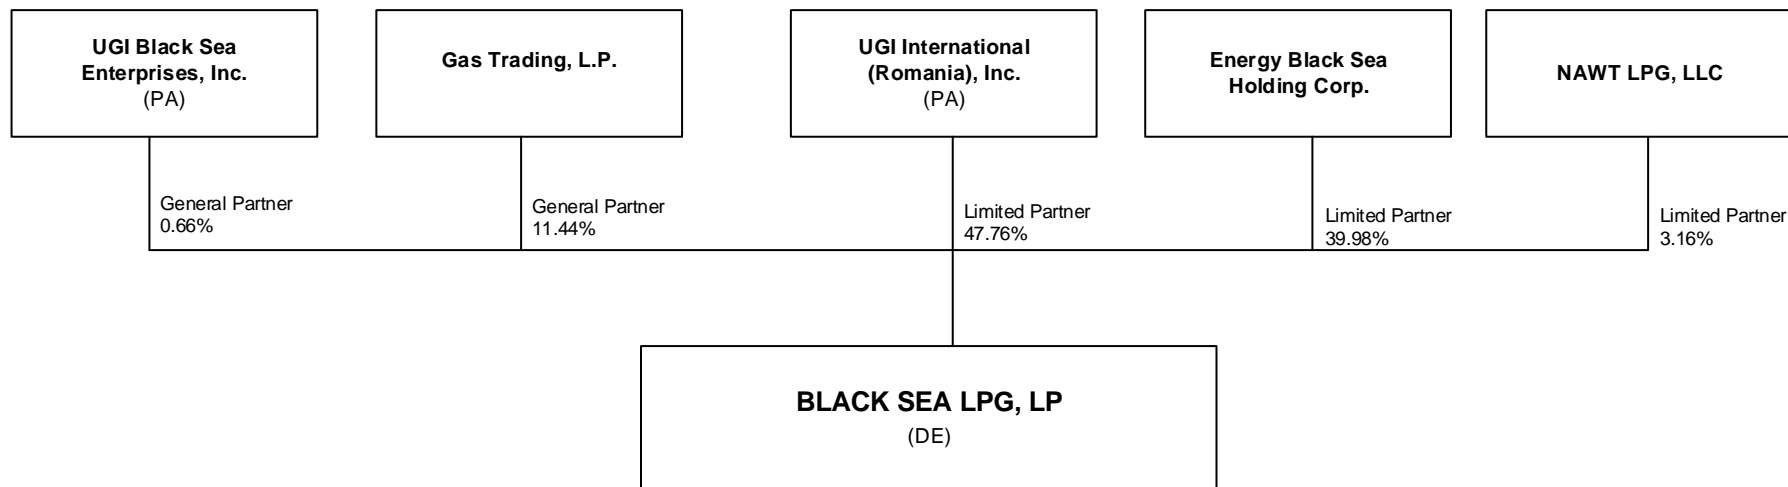 UGI Black Sea
Enterprises, Inc.
(PA)
Gas Trading, L.P.
UGI International
(Romania), Inc.
(PA)
Energy Black Sea
Holding Corp.
NAWT LPG, LLC
General Partner
0.66%
General Partner
11.44%
Limited Partner
47.76%
Limited Partner
39.98%
Limited Partner
3.16%
BLACK SEA LPG, LP
(DE)